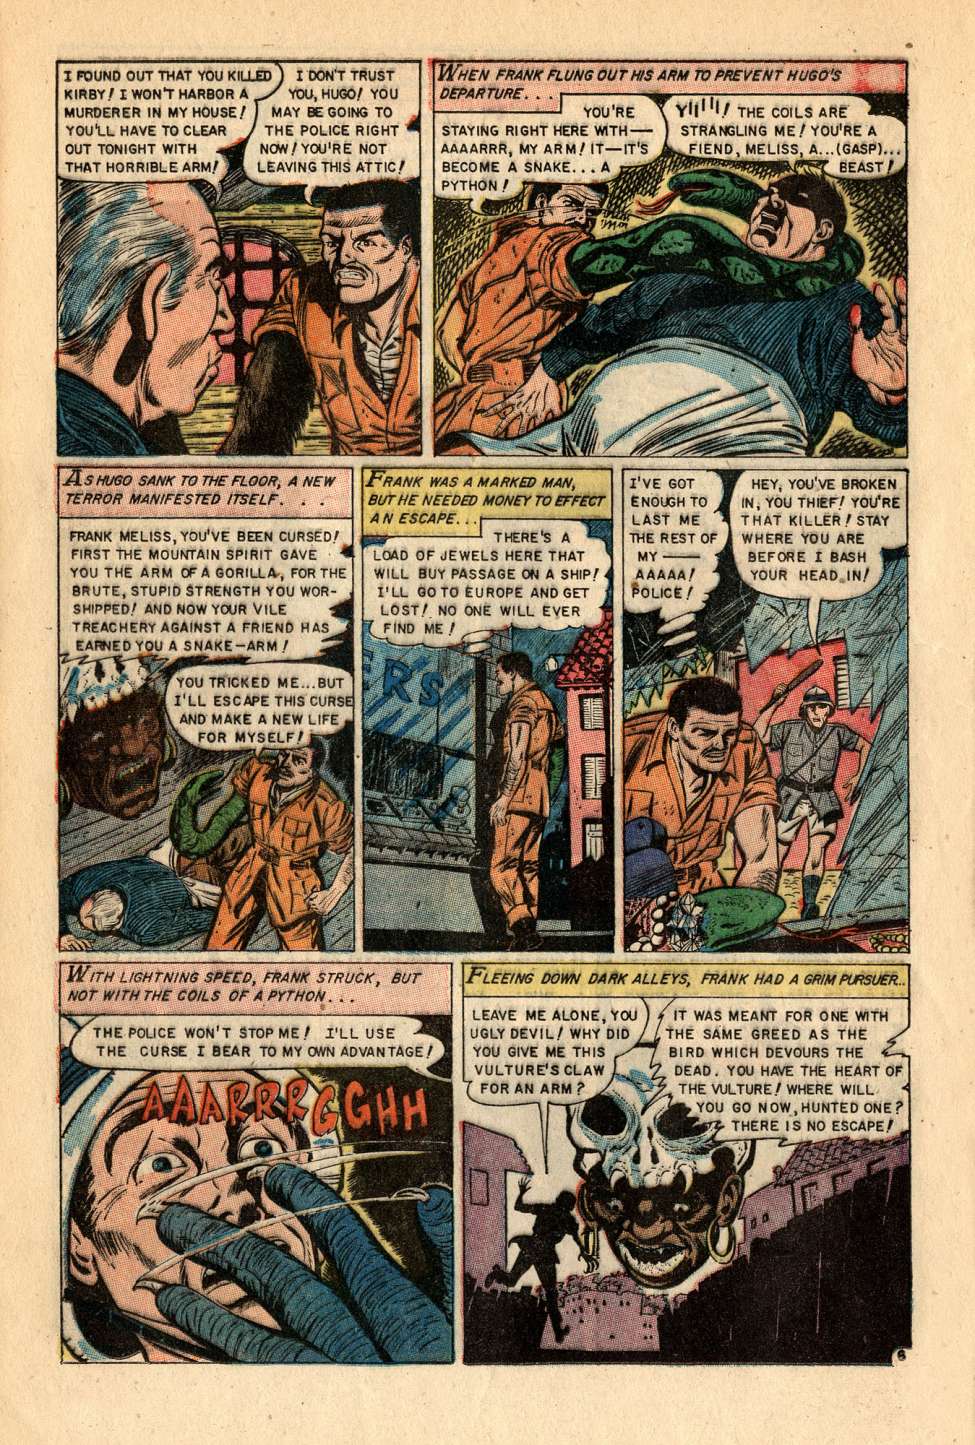 I FOUND OUT THAT YOU KILLED
KIRBY! I WON'T HARBOR A
MURDERER IN MY HOUSE!
YOU'LL HAVE TO CLEAR
OUT TONIGHT WITH
THAT HORRIBLE ARM!
I DON'T TRUST
YOU, HUGO! YOU
MAY BE GOING TO
THE POLICE RIGHT
NOW! YOU'RE NOT
LEAVING THIS ATTIC!
WHEN FRANK FLUNG OUT HIS ARM TO PREVENT HUGO'S
DEPARTURE...
YOU'RE
STAYING RIGHT HERE WITH—
AAAARRR, MY ARM! IT—IT'S
BECOME A SNAKE... A
PYTHON!
YIIIII! THE COILS ARE
STRANGLING ME! YOU'RE A
FIEND, MELISS, A...(GASP)...
BEAST!
AS HUGO SANK TO THE FLOOR, A NEW
TERROR MANIFESTED ITSELF. . . .
FRANK MELISS, YOU'VE BEEN CURSED!
FIRST THE MOUNTAIN SPIRIT GAVE
YOU THE ARM OF A GORILLA, FOR THE
BRUTE, STUPID STRENGTH YOU WOR-
SHIPPED! AND NOW YOUR VILE
TREACHERY AGAINST A FRIEND HAS
EARNED YOU A SNAKE-ARM!
YOU TRICKED ME...BUT
I'LL ESCAPE THIS CURSE
AND MAKE A NEW LIFE
FOR MYSELF!
FRANK WAS A MARKED MAN,
BUT HE NEEDED MONEY TO EFFECT
AN ESCAPE...
THERE'S A
LOAD OF JEWELS HERE THAT
WILL BUY PASSAGE ON A SHIP!
I'LL GO TO EUROPE AND GET
LOST! NO ONE WILL EVER
FIND ME!
ERS
I'VE GOT
ENOUGH TO
LAST ME
THE REST OF
MY —
AAAAA!
POLICE!
HEY, YOU'VE BROKEN
IN, YOU THIEF! YOU'RE
THAT KILLER! STAY
WHERE YOU ARE
BEFORE I BASH
YOUR HEAD IN!
WITH LIGHTNING SPEED, FRANK STRUCK, BUT
NOT WITH THE COILS OF A PYTHON...
THE POLICE WON'T STOP ME! I'LL USE
THE CURSE I BEAR TO MY OWN ADVANTAGE!
AAARRRGGHH
FLEEING DOWN DARK ALLEYS, FRANK HAD A GRIM PURSUER..
LEAVE ME ALONE, YOU
UGLY DEVIL! WHY DID
YOU GIVE ME THIS
VULTURE'S CLAW
FOR AN ARM?
IT WAS MEANT FOR ONE WITH
THE SAME GREED AS THE
BIRD WHICH DEVOURS THE
DEAD. YOU HAVE THE HEART OF
THE VULTURE! WHERE WILL
YOU GO NOW, HUNTED ONE?
THERE IS NO ESCAPE!
6